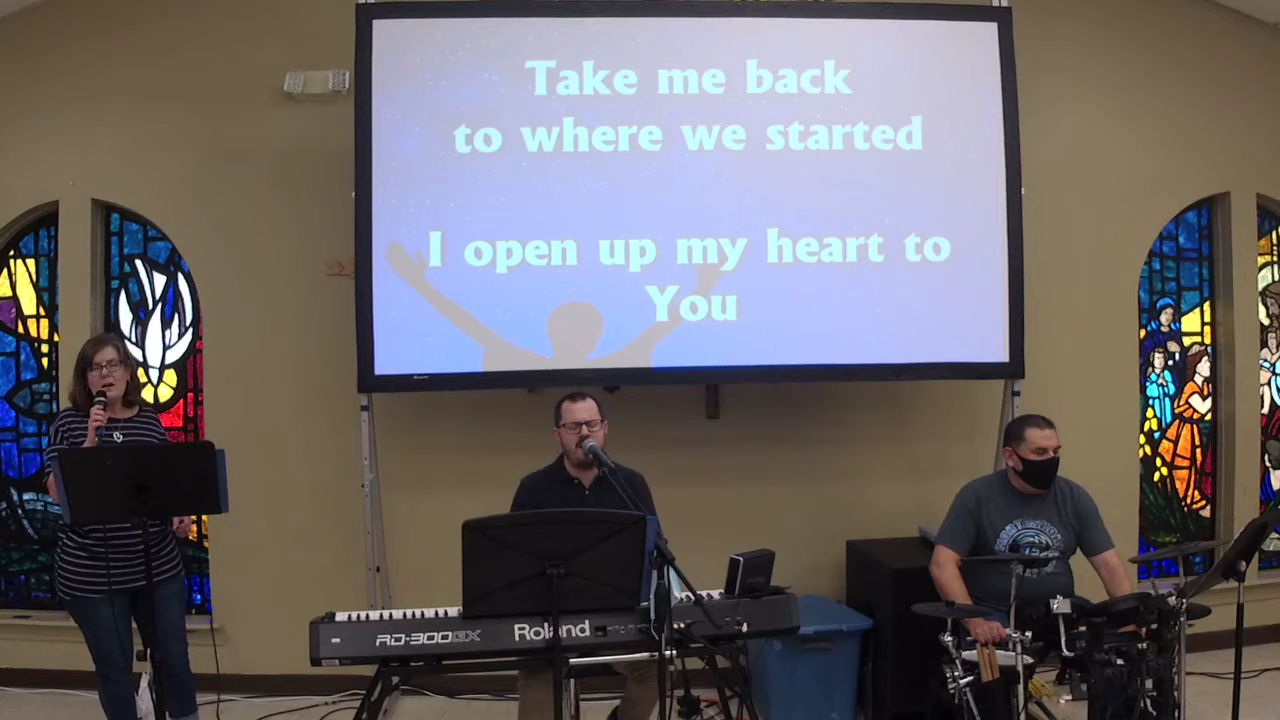 Take me back
to where we started
I open up my heart to
You
RD-300GX
Roland